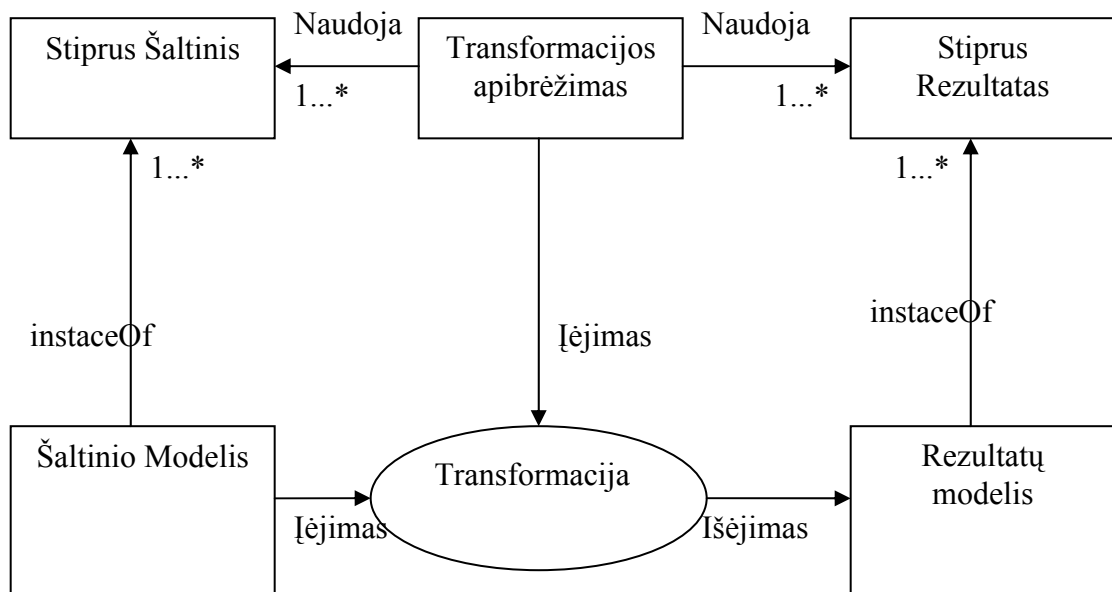 Stiprus Šaltinis
Naudoja
1...*
Transformacijos
apibrėžimas
Naudoja
1...*
Stiprus
Rezultatas
1...*
1...*
instaceOf
Įėjimas
instaceOf
Šaltinio Modelis
Įėjimas
Transformacija
Išėjimas
Rezultatų
modelis